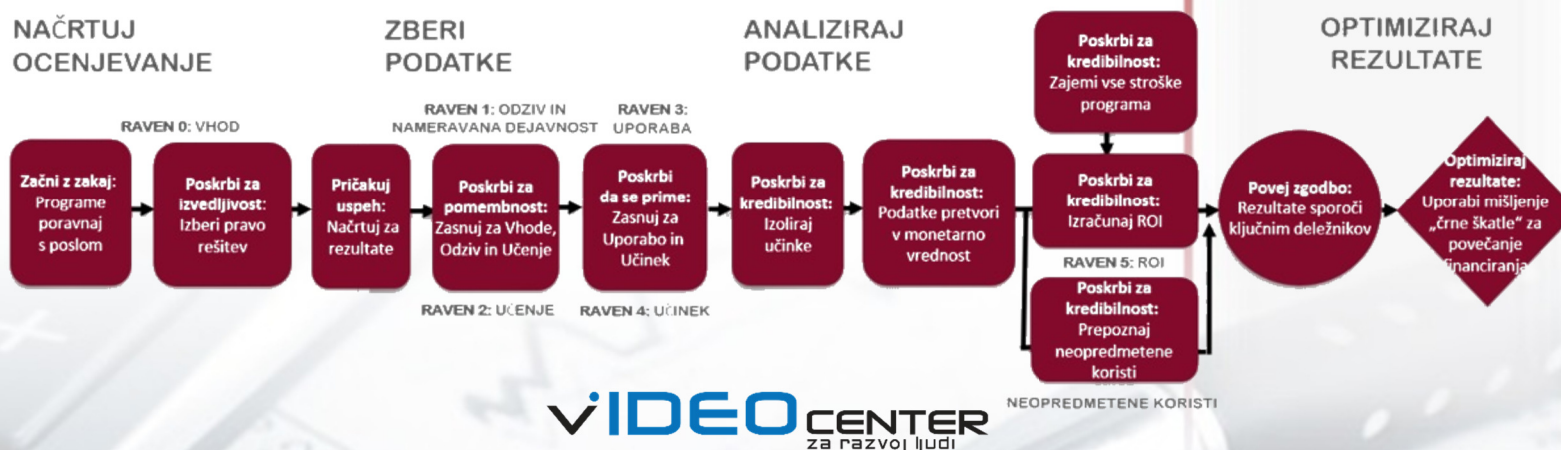 NAČRTUJ
OCENJEVANJE
ZBERI
PODATKE
ANALIZIRAJ
PODATKE
OPTIMIZIRAJ
REZULTATE
RAVEN 0: VHOD
RAVEN 1: ODZIV IN
NAMERAVANA DEJAVNOST
RAVEN 3:
UPORABA
Začni z zakaj:
Programe
poravnaj
s poslom
Poskrbi za
izvedljivost:
Izberi pravo
rešitev
Pričakuj
uspeh:
Načrtuj za
rezultate
Poskrbi za
pomembnost:
Zasnuj za Vhode,
Odziv in Učenje
RAVEN 2: UČENJE
Poskrbi
da se prime:
Zasnuj za
Uporabo in
Učinek
RAVEN 4: UČINEK
Poskrbi za
kredibilnost:
Izoliraj
učinke
Poskrbi za
kredibilnost:
Podatke pretvori
v monetarno
vrednost
Poskrbi za
kredibilnost:
Zajemi vse stroške
programa
Poskrbi za
kredibilnost:
Izračunaj ROI
RAVEN 5: ROI
Poskrbi za
kredibilnost:
Prepoznaj
neopredmetene
koristi
NEOPREDMETENE KORISTI
Povej zgodbo:
Rezultate sporoči
ključnim deležnikov
Optimiziraj
rezultate:
Uporabi mišljenje
„črne škatle“ za
povečanje
financiranja
vIDEOCENTER
za razvoj ljudi